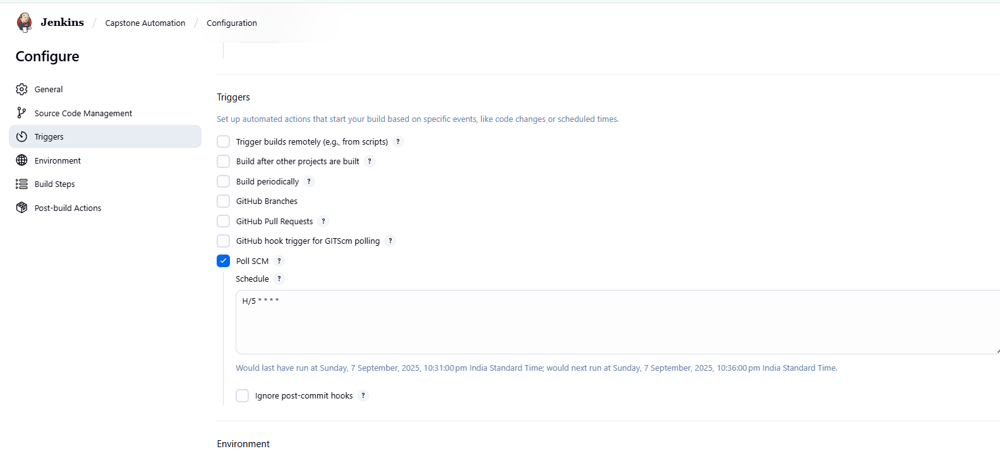 Jenkins / Capstone Automation / Configuration
Configure
General
Source Code Management
Triggers
Environment
Build Steps
Post-build Actions
Triggers
Set up automated actions that start your build based on specific events, like code changes or scheduled times.
Trigger builds remotely (e.g., from scripts) ?
Build after other projects are built ?
Build periodically ?
GitHub Branches
GitHub Pull Requests ?
GitHub hook trigger for GITScm polling ?
Poll SCM ?
Schedule ?
H/5 * * * *
Would last have run at Sunday, 7 September, 2025, 10:31:00 pm India Standard Time; would next run at Sunday, 7 September, 2025, 10:36:00 pm India Standard Time.
Ignore post-commit hooks ?
Environment